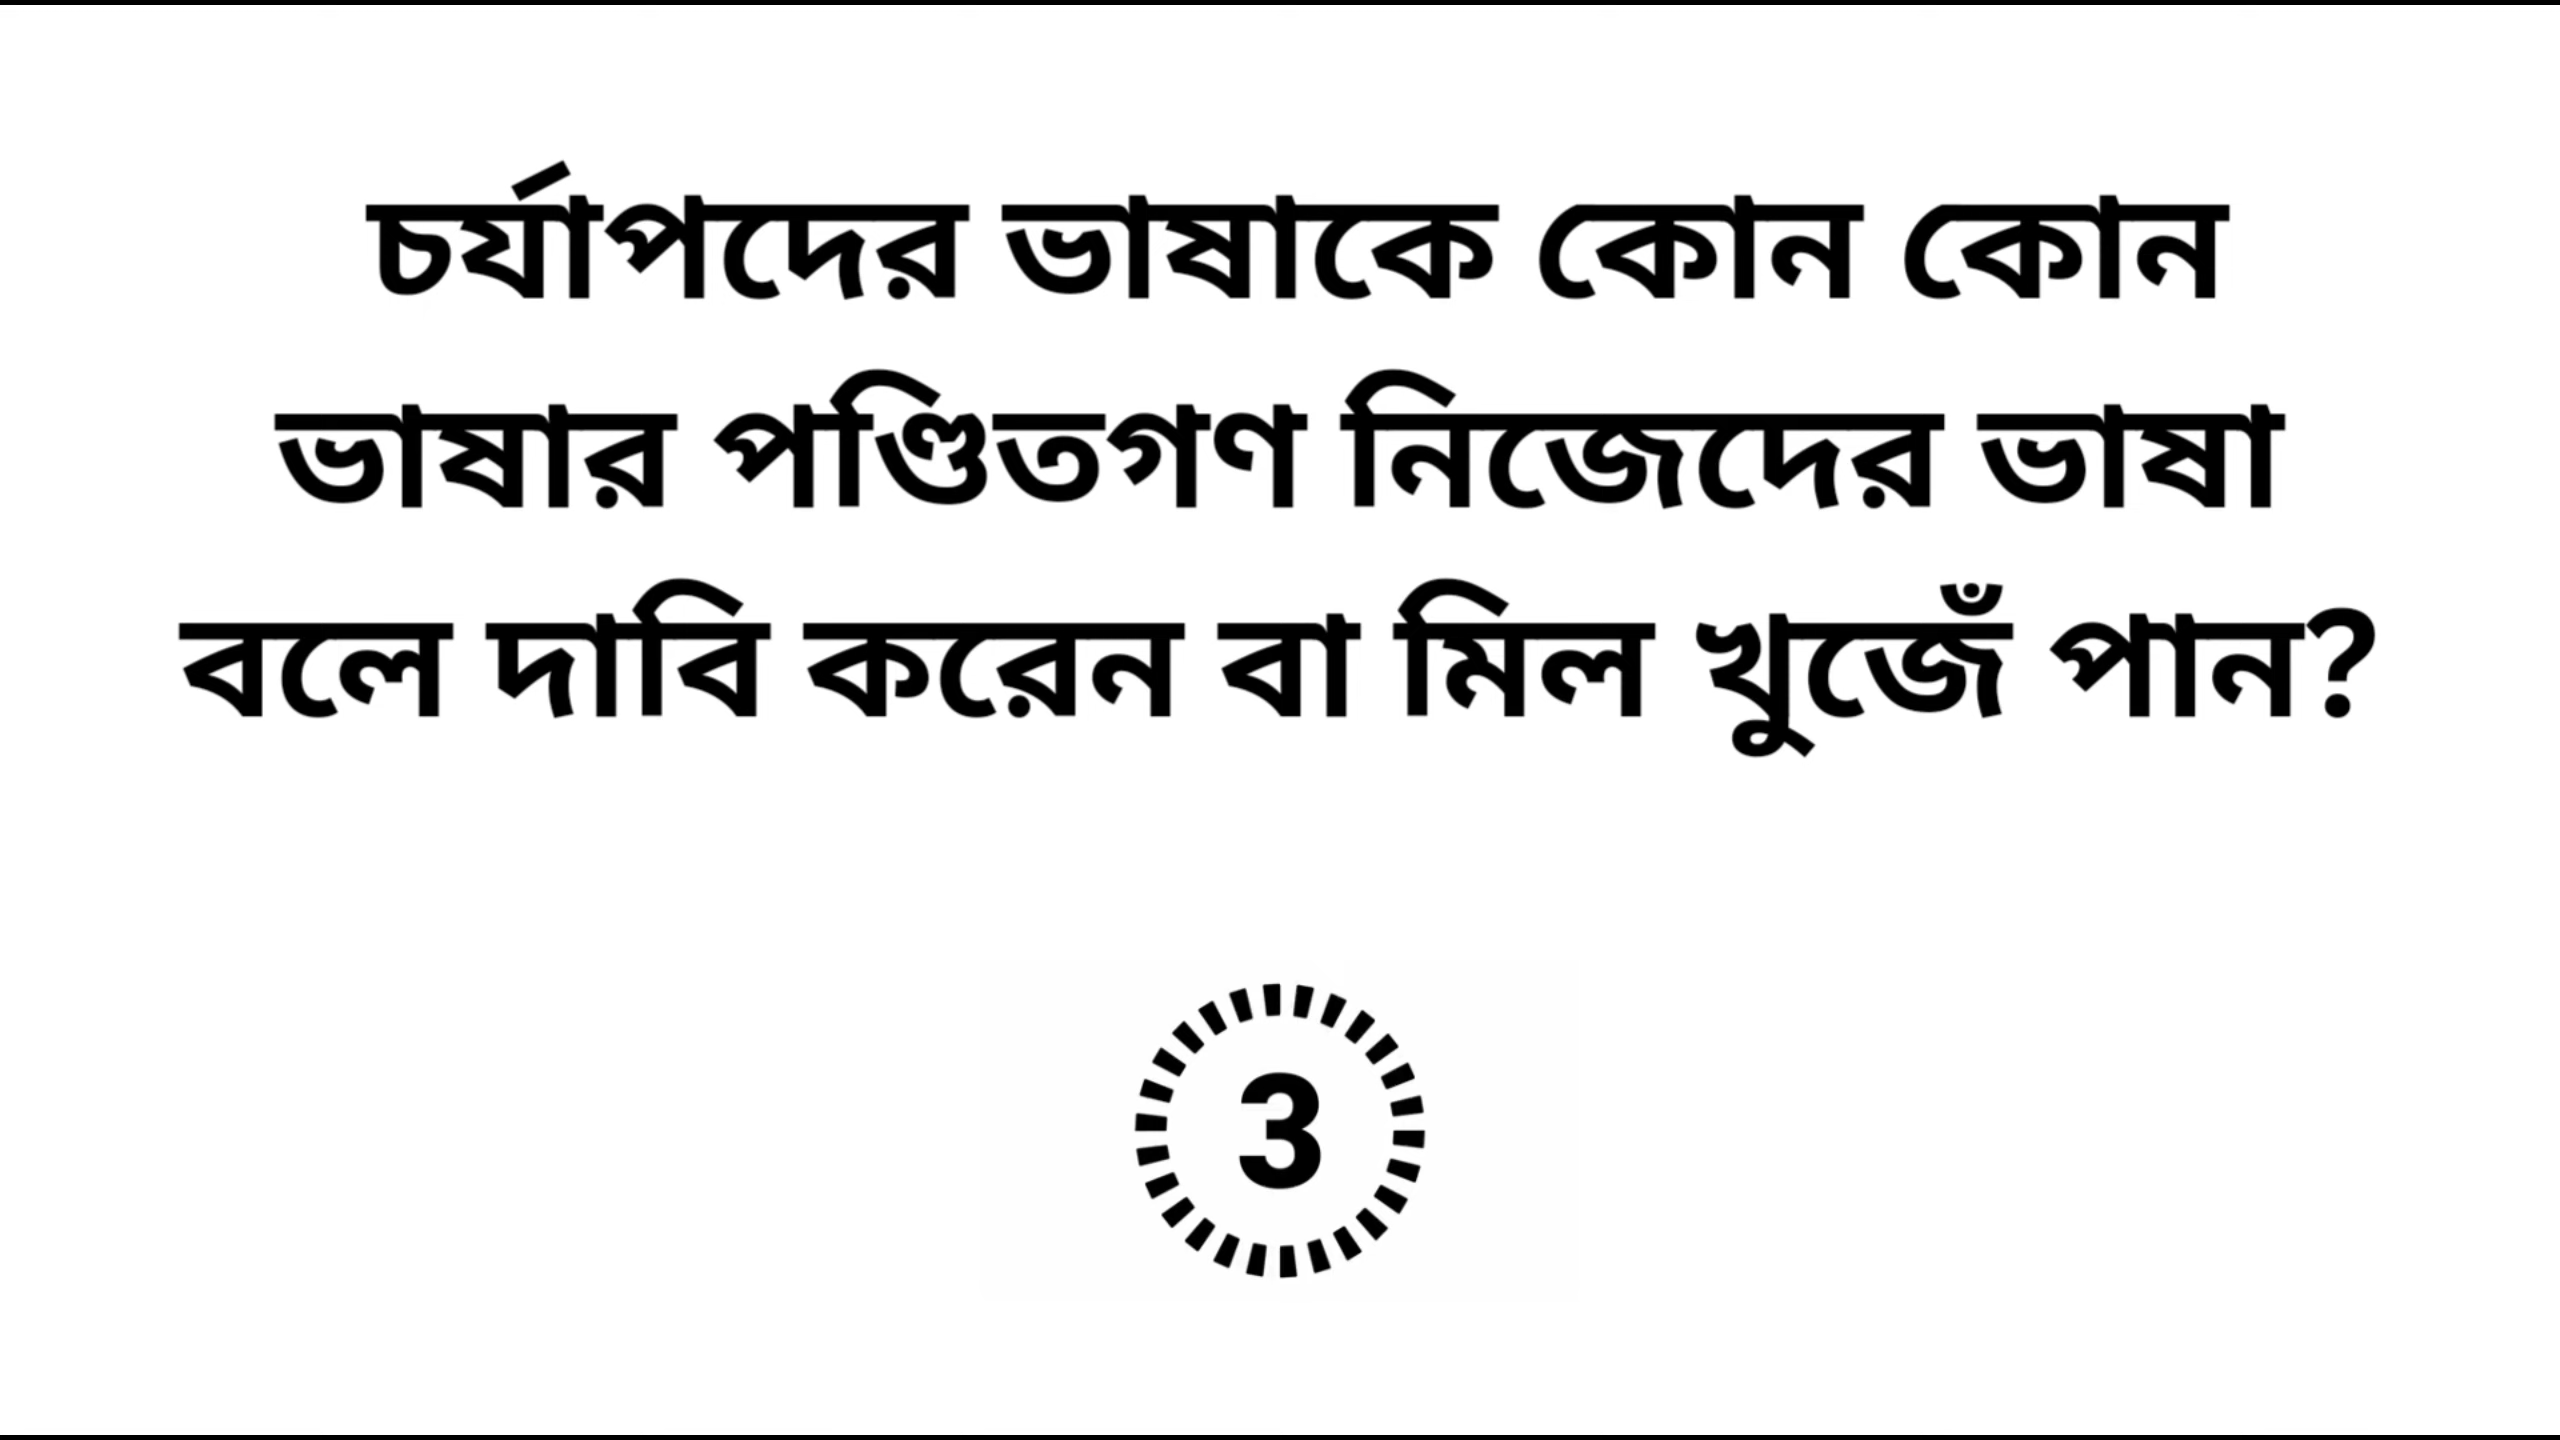 চর্যাপদের ভাষাকে কোন কোন
ভাষার পণ্ডিতগণ নিজেদের ভাষা
বলে দাবি করেন বা মিল খুজেঁ পান?
3